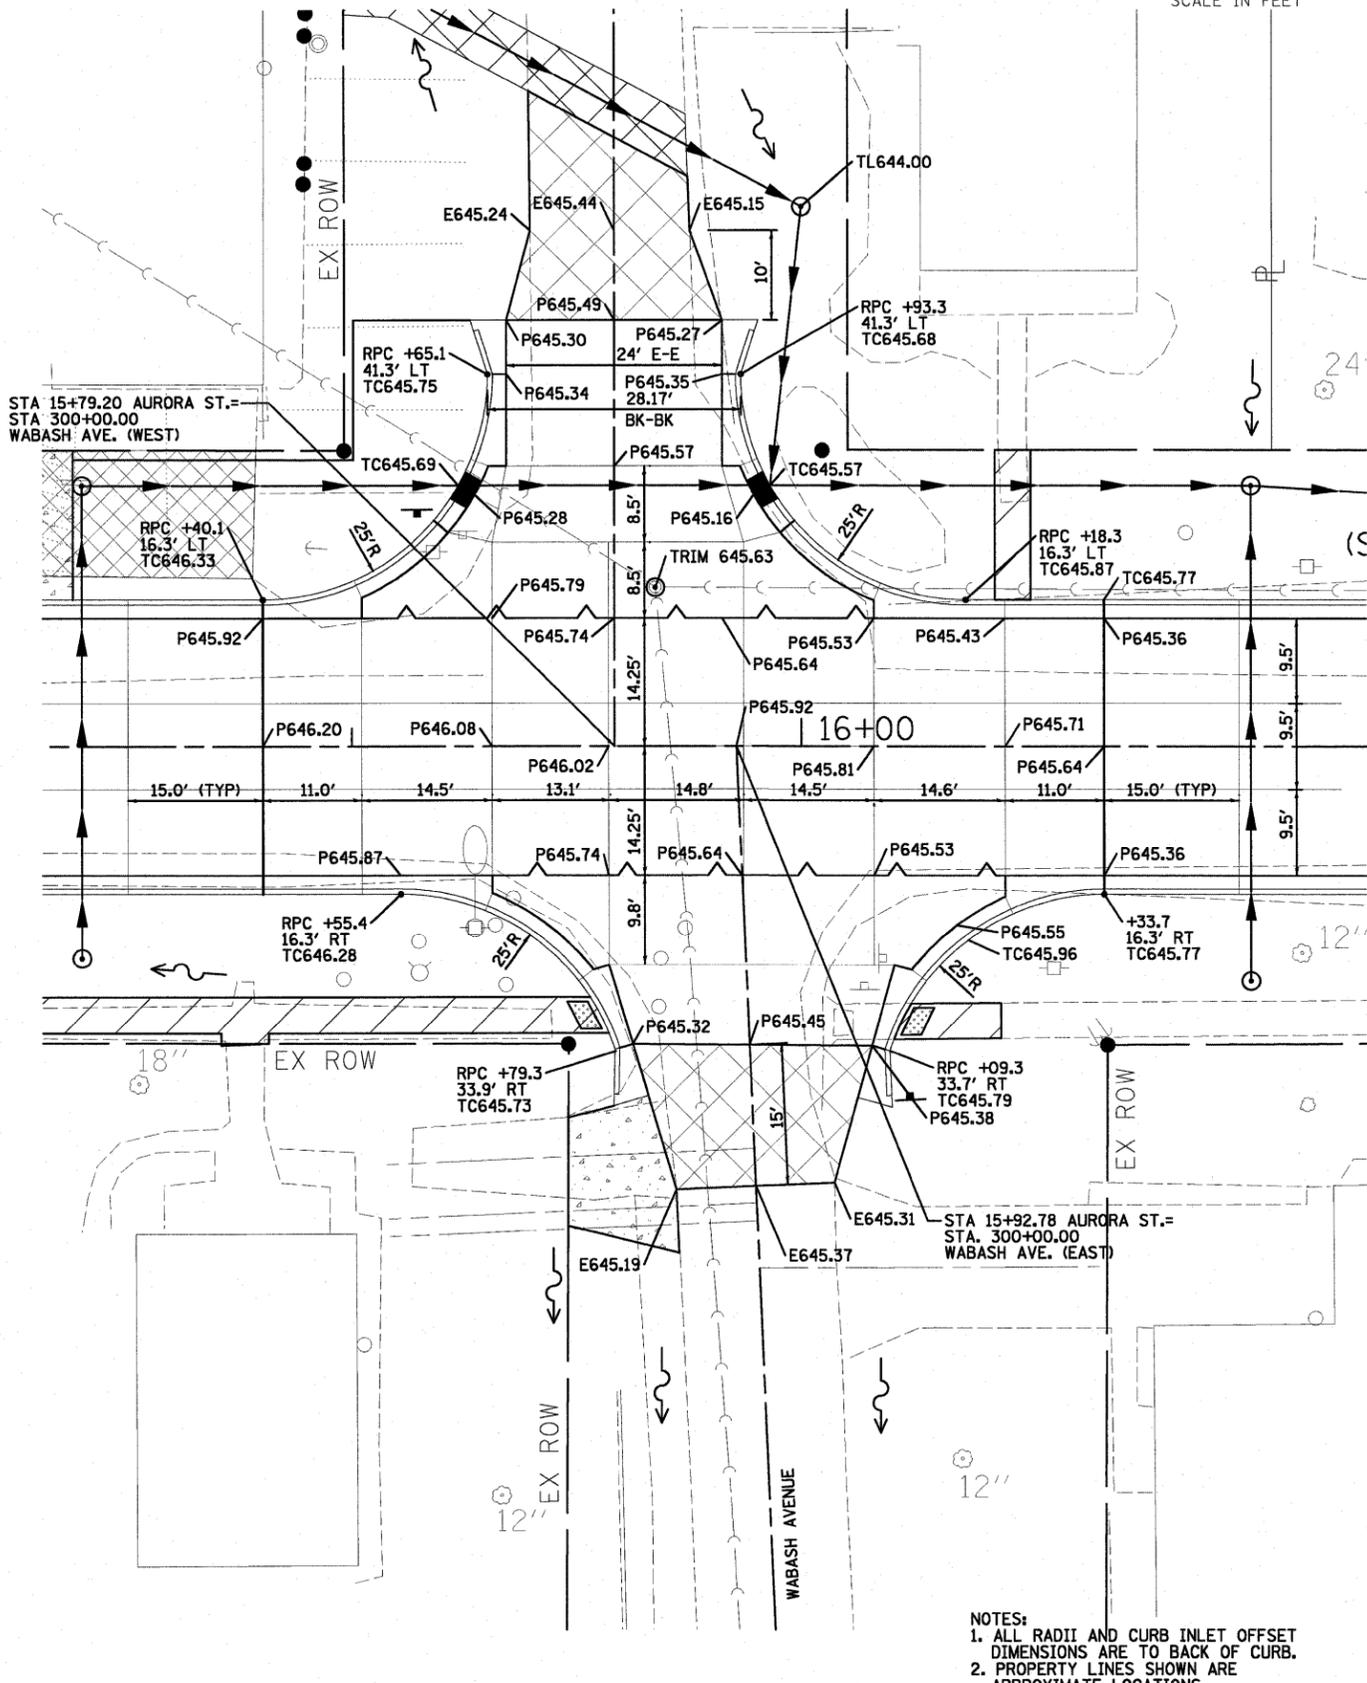 SCALE IN FEET
TL644.00
EX ROW
E645.24
E645.44
E645.15
10'
PL
P645.49
P645.30
P645.27
24' E-E
RPC +93.3
41.3' LT
TC645.68
RPC +65.1
41.3' LT
TC645.75
P645.34
P645.35
28.17'
BK-BK
24"
STA 15+79.20 AURORA ST.=
STA 300+00.00
WABASH AVE. (WEST)
P645.57
TC645.69
TC645.57
P645.28
P645.16
8.5'
25'R
25'R
RPC +40.1
16.3' LT
TC646.33
RPC +18.3
16.3' LT
TC645.87
(S
TRIM 645.63
8.5'
TC645.77
P645.79
P645.92
P645.74
P645.53
P645.43
P645.36
P645.64
14.25'
9.5'
P645.92
P646.20
P646.08
16+00
P645.71
9.5'
P646.02
P645.81
P645.64
15.0' (TYP)
11.0'
14.5'
13.1'
14.8'
14.5'
14.6'
11.0'
15.0' (TYP)
14.25'
9.5'
P645.87
P645.74
P645.64
P645.53
P645.36
9.8'
RPC +55.4
16.3' RT
TC646.28
25'R
P645.55
TC645.96
25'R
+33.7
16.3' RT
TC645.77
12"
P645.32
P645.45
18"
EX ROW
RPC +79.3
33.9' RT
TC645.73
RPC +09.3
33.7' RT
TC645.79
P645.38
15'
EX ROW
E645.31
STA 15+92.78 AURORA ST.=
STA. 300+00.00
WABASH AVE. (EAST)
E645.19
E645.37
EX ROW
12"
12"
WABASH AVENUE
NOTES:
1. ALL RADII AND CURB INLET OFFSET
DIMENSIONS ARE TO BACK OF CURB.
2. PROPERTY LINES SHOWN ARE
APPROXIMATE LOCATIONS